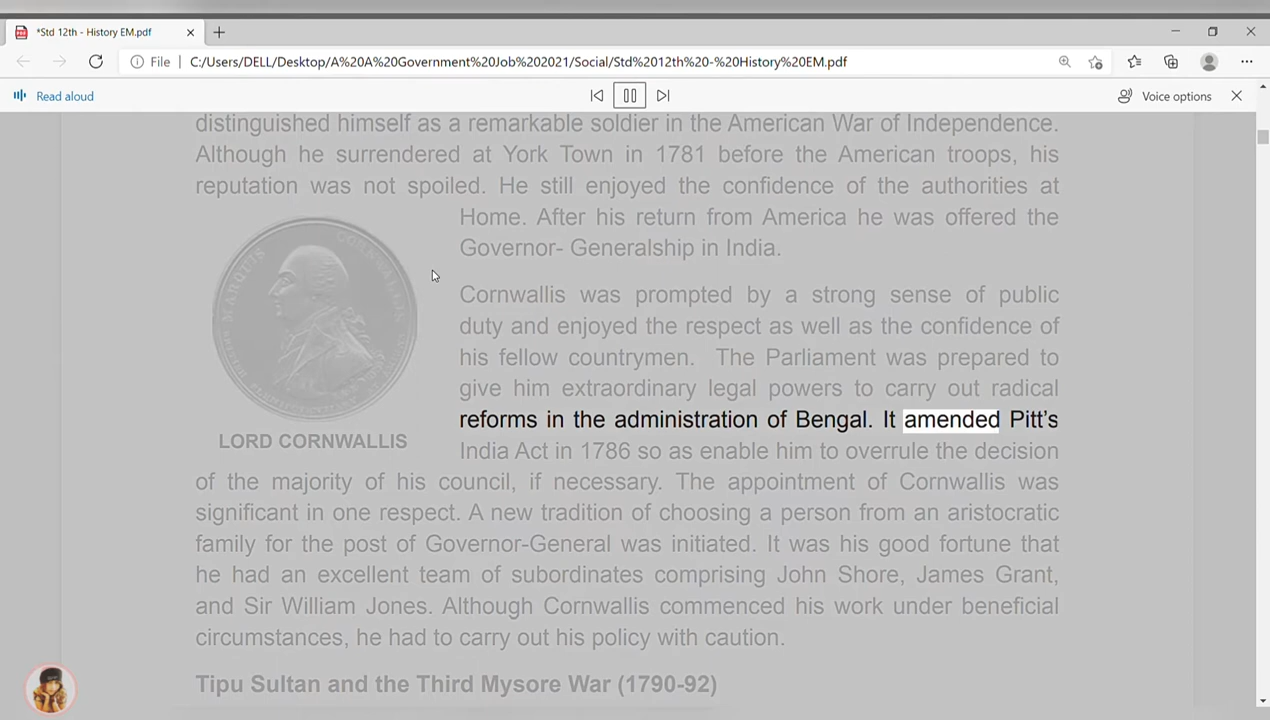 *Std 12th - History EM.pdf
File
C:/Users/DELL/Desktop/A%20A%20Government%20Job%202021/Social/Std%2012th%20-%20History%20EM.pdf
Read aloud
Voice options
distinguished himself as a remarkable soldier in the American War of Independence.
Although he surrendered at York Town in 1781 before the American troops, his
reputation was not spoiled. He still enjoyed the confidence of the authorities at
Home. After his return from America he was offered the
Governor- Generalship in India.
MARQUIS CORNWALLIS
LORD CORNWALLIS
Cornwallis was prompted by a strong sense of public
duty and enjoyed the respect as well as the confidence of
his fellow countrymen. The Parliament was prepared to
give him extraordinary legal powers to carry out radical
reforms in the administration of Bengal. It amended Pitt's
India Act in 1786 so as enable him to overrule the decision
of the majority of his council, if necessary. The appointment of Cornwallis was
significant in one respect. A new tradition of choosing a person from an aristocratic
family for the post of Governor-General was initiated. It was his good fortune that
he had an excellent team of subordinates comprising John Shore, James Grant,
and Sir William Jones. Although Cornwallis commenced his work under beneficial
circumstances, he had to carry out his policy with caution.
Tipu Sultan and the Third Mysore War (1790-92)